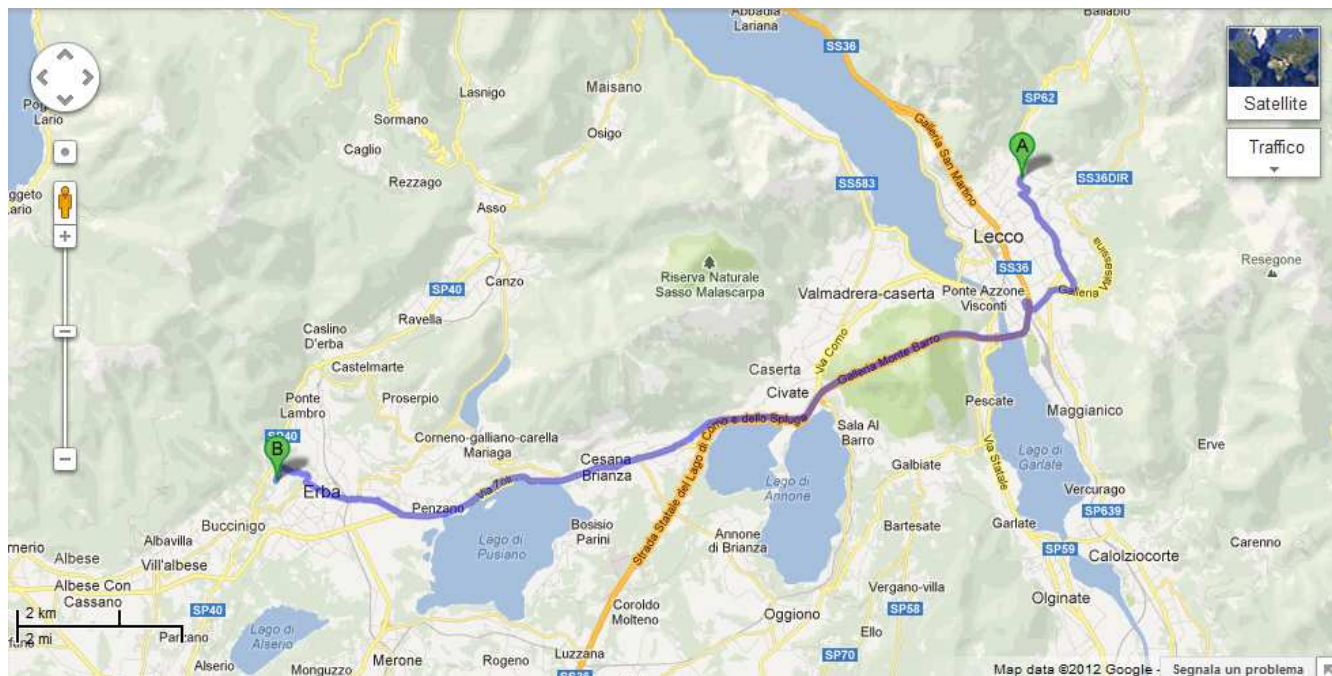 Abbadia
Lariana
Ballabio
SS36
Satellite
Traffico
Lasnigo
Maisano
SP62
Sormano
Osigo
Caglio
Rezzago
Galleria San Martino
A
SS36DIR
SS583
Lario
Asso
Lecco
Valsassina
Resegone
Riserva Naturale
Sasso Malascarpa
Canzo
SS36
SP40
Valmadrera-caserta
Ponte Azzone
Visconti
Galleria
Ravella
Caslino
D'erba
Castelmarte
Via Como
Galleria Monte Barro
Caserta
Civate
Ponte
Lambro
Proserpio
Pescate
Maggianico
Sala Al
Barro
SP40
B
Corneno-galliano-carella
Mariaga
Strada Statale del Lago di Como e dello Spluga
Erve
Via Statale
Lago di
Garlate
Cesana
Brianza
Galbiate
Lago di
Annone
Erba
Penzano
Vercurago
SP639
Buccinigo
Bosisio
Parini
Bartesate
Garlate
Albavilla
Lago di
Pusiano
Annone
di Brianza
Carenno
SP59
Calolziocorte
Albese
Vill'albese
Albese Con
Cassano
Vergano-villa
Olginate
2 km
2 mi
SP40
Coroldo
Molteno
Oggiono
SP58
Lago di
Alserio
Parzano
Ello
Luzzana
Alserio
Monguzzo
Merone
Rogeno
SS36
SP70
Map data ©2012 Google - Segnala un problema